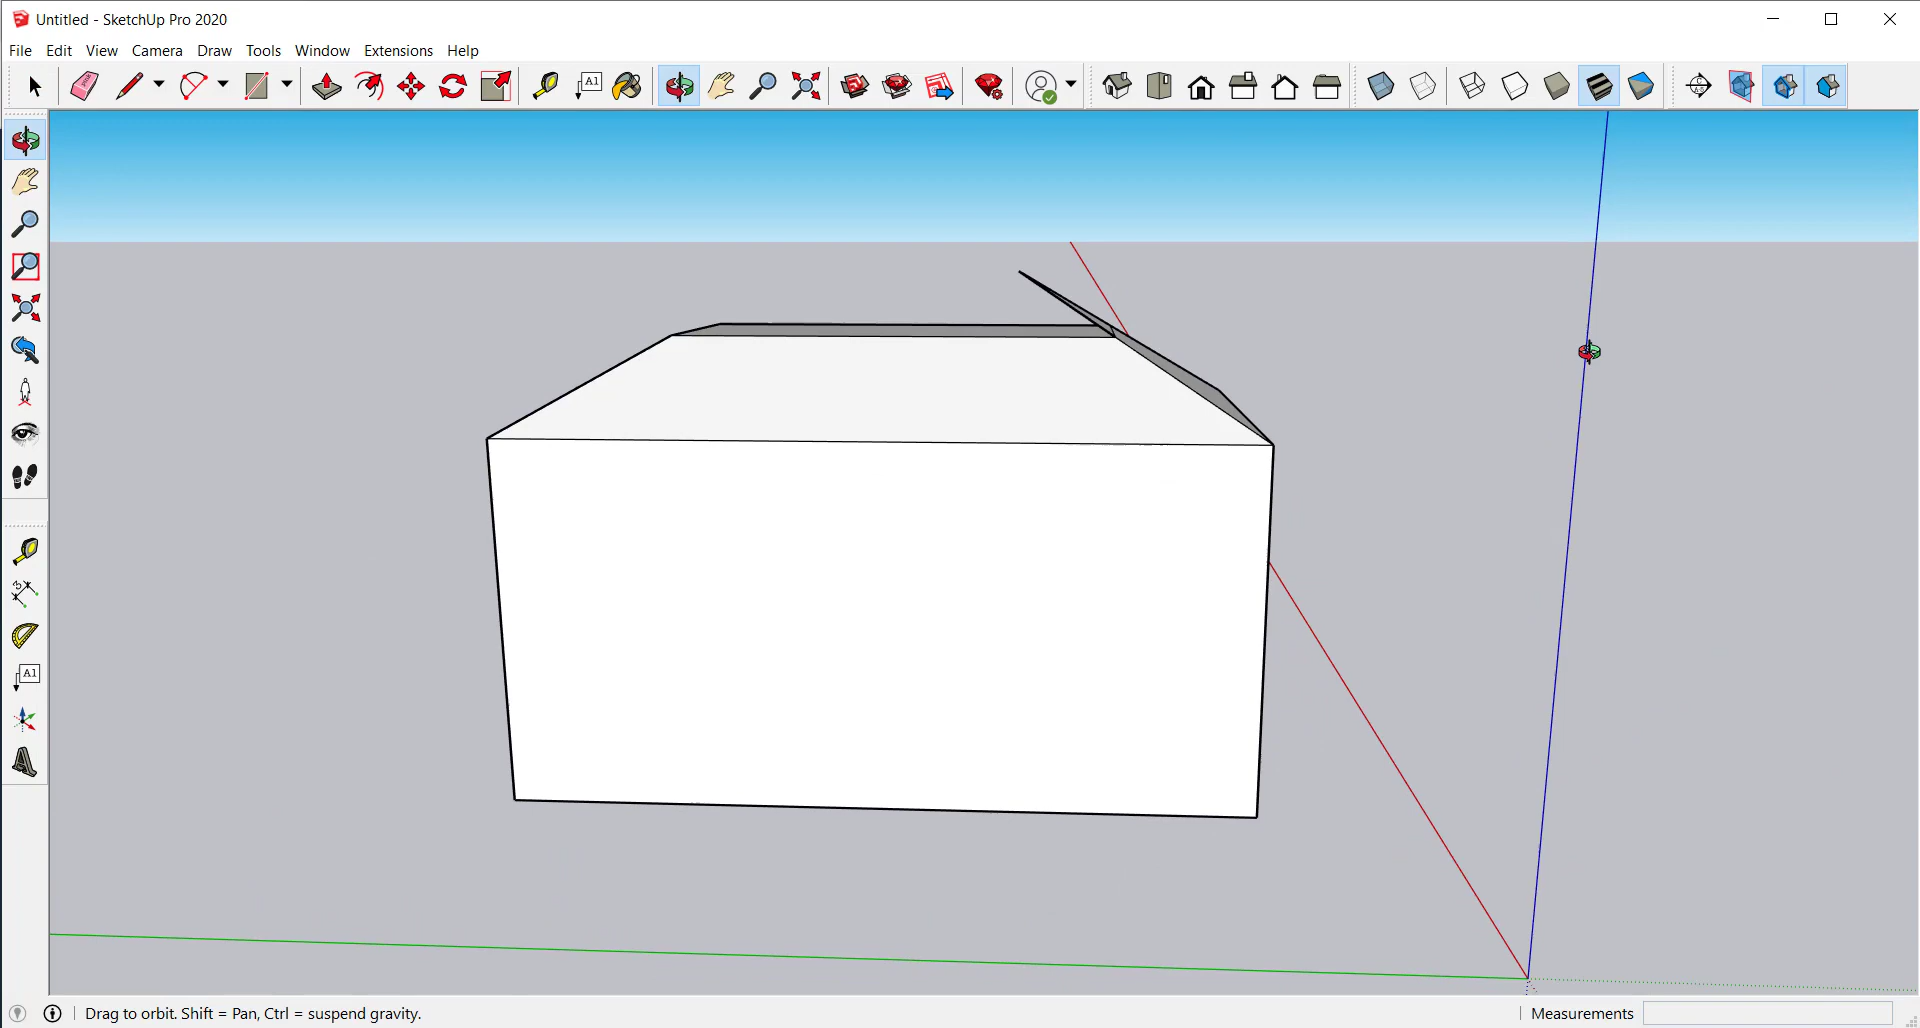 Untitled - SketchUp Pro 2020
File Edit View Camera Draw Tools Window Extensions Help
A1
A1
Drag to orbit. Shift = Pan, Ctrl = suspend gravity.
Measurements